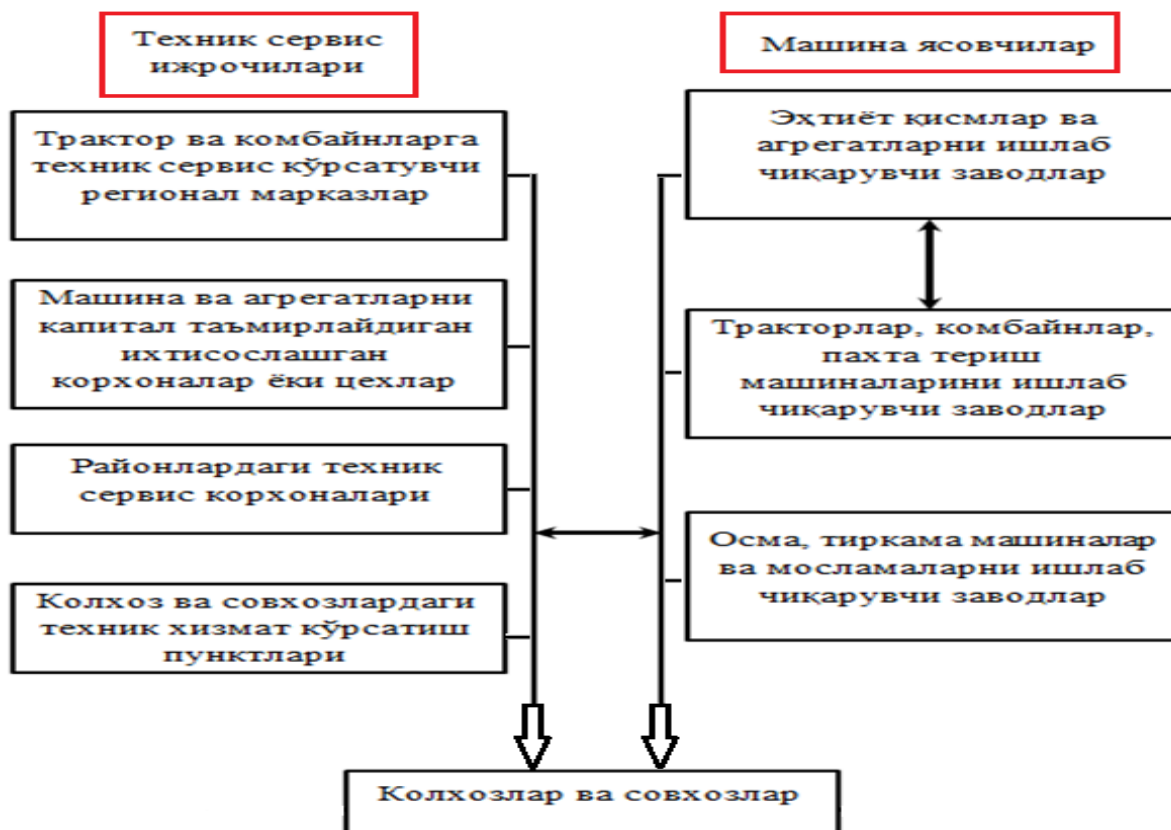 Техник сервис
ижрочилари
Трактор ва комбайнларга
техник сервис кўрсатувчи
регионал марказлар
Машина ва агрегатларни
капитал таъмирлайдиган
ихтисослашган
корхоналар ёки цехлар
Районлардаги техник
сервис корхоналари
Колхоз ва совхозлардаги
техник хизмат кўрсатиш
пунктлари
Машина ясовчилар
Эҳтиёт қисмлар ва
агрегатларни ишлаб
чиқарувчи заводлар
Тракторлар, комбайнлар,
пахта териш
машиналарини ишлаб
чиқарувчи заводлар
Осма, тиркама машиналар
ва мосламаларни ишлаб
чиқарувчи заводлар
Колхозлар ва совхозлар